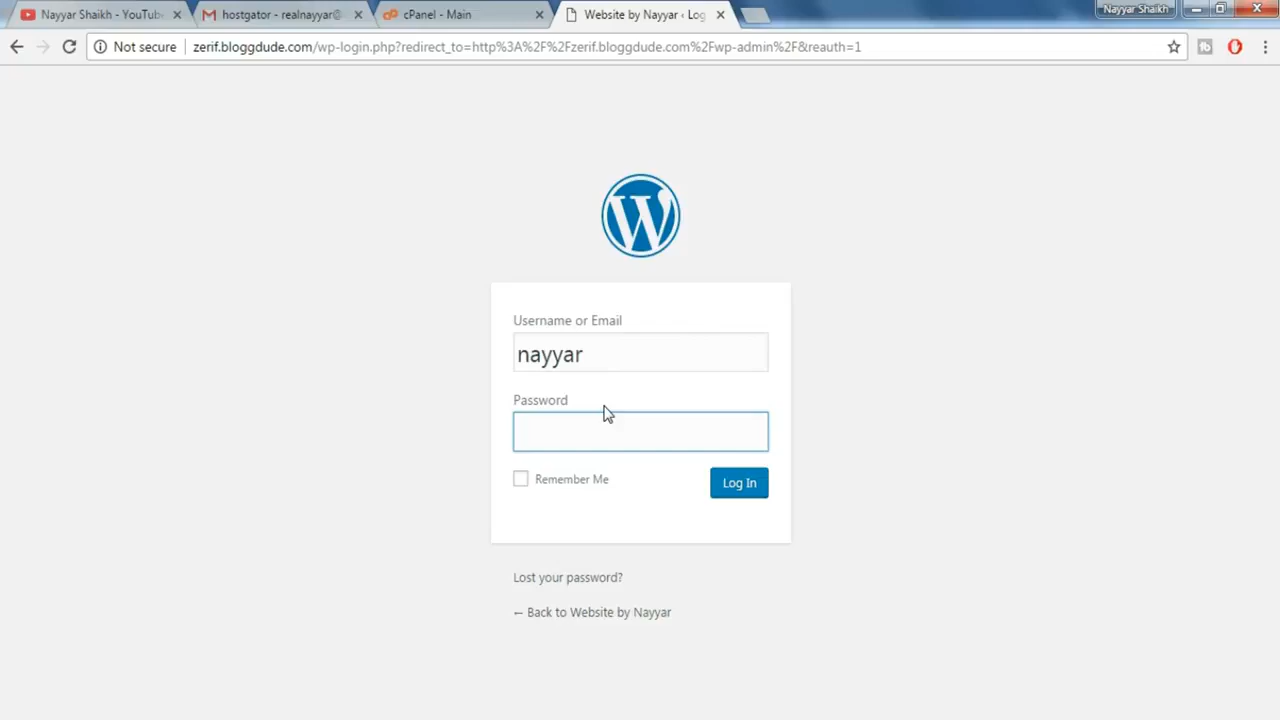 Nayyar Shaikh - YouTube
hostgator - realnayyar@
cPanel - Main
Website by Nayyar ‹ Log
Nayyar Shaikh
Not secure
zerif.bloggdude.com/wp-login.php?redirect_to=http%3A%2F%2Fzerif.bloggdude.com%2Fwp-admin%2F&reauth=1
Username or Email
nayyar
Password
Remember Me
Log In
Lost your password?
← Back to Website by Nayyar